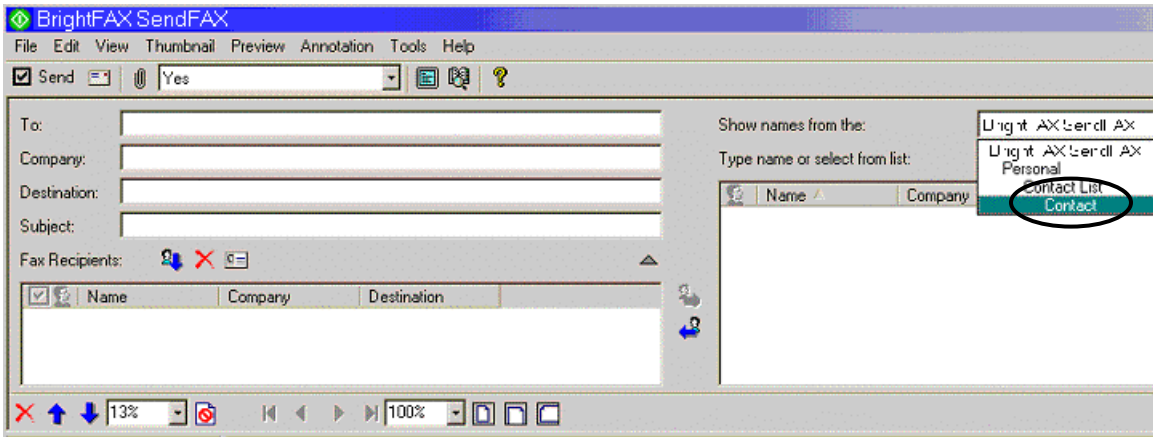 BrightFAX SendFAX
File Edit View Thumbnail Preview Annotation Tools Help
Send Yes
To:
Company:
Destination:
Subject:
Fax Recipients:
Name Company Destination
Show names from the:
Type name or select from list:
Personal
Contact List
Contact
Name Company
13% 100%